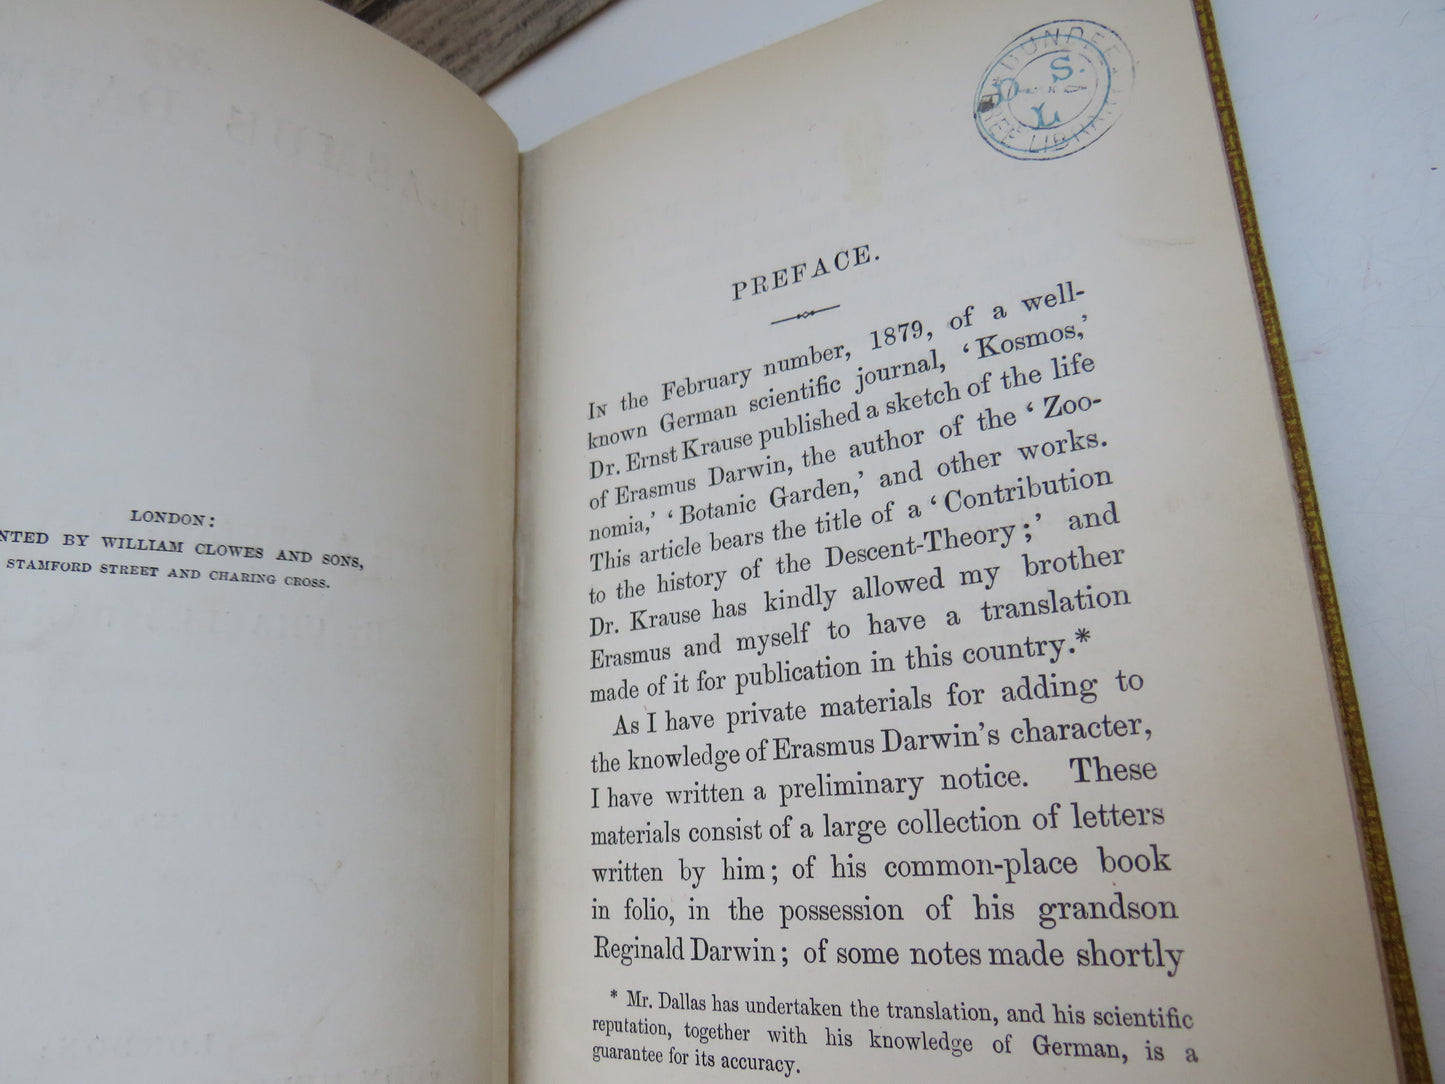 LONDON:
NTED BY WILLIAM CLOWES AND SONS,
STAMFORD STREET AND CHARING CROSS.
DUNDEE
FREE LIBRARY
D. S.
L
PREFACE.
In the February number, 1879, of a well-
known German scientific journal, ‘Kosmos,’
Dr. Ernst Krause published a sketch of the life
of Erasmus Darwin, the author of the ‘Zoo-
nomia,’ ‘Botanic Garden,’ and other works.
This article bears the title of a ‘Contribution
to the history of the Descent-Theory;’ and
Dr. Krause has kindly allowed my brother
Erasmus and myself to have a translation
made of it for publication in this country.*
As I have private materials for adding to
the knowledge of Erasmus Darwin’s character,
I have written a preliminary notice. These
materials consist of a large collection of letters
written by him; of his common-place book
in folio, in the possession of his grandson
Reginald Darwin; of some notes made shortly
* Mr. Dallas has undertaken the translation, and his scientific
reputation, together with his knowledge of German, is a
guarantee for its accuracy.